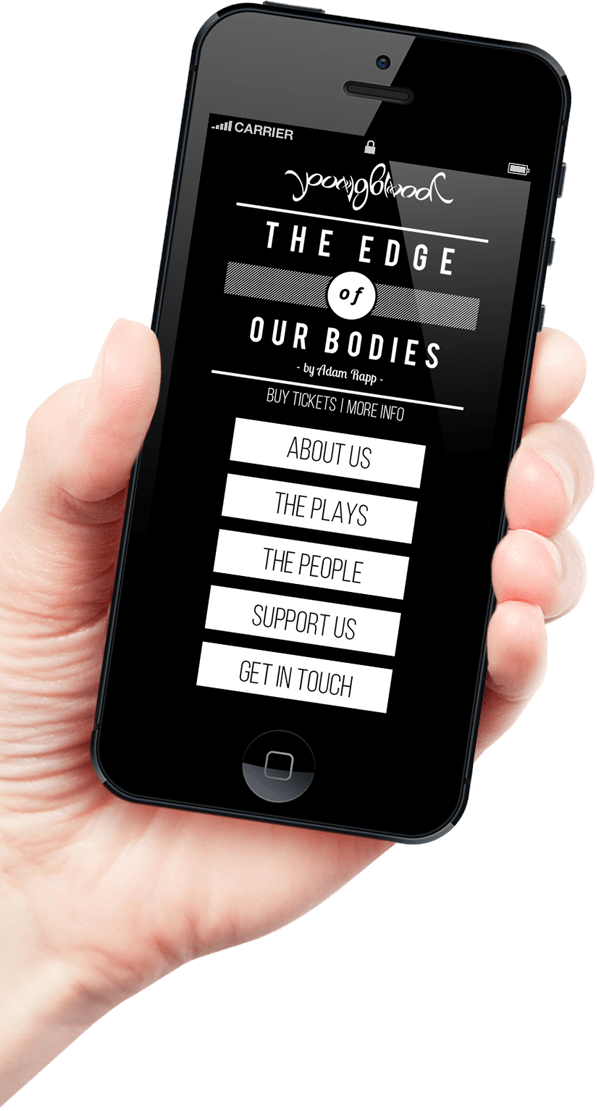 CARRIER
youngblood
THE EDGE
of
OUR BODIES
- by Adam Rapp -
BUY TICKETS | MORE INFO
ABOUT US
THE PLAYS
THE PEOPLE
SUPPORT US
GET IN TOUCH